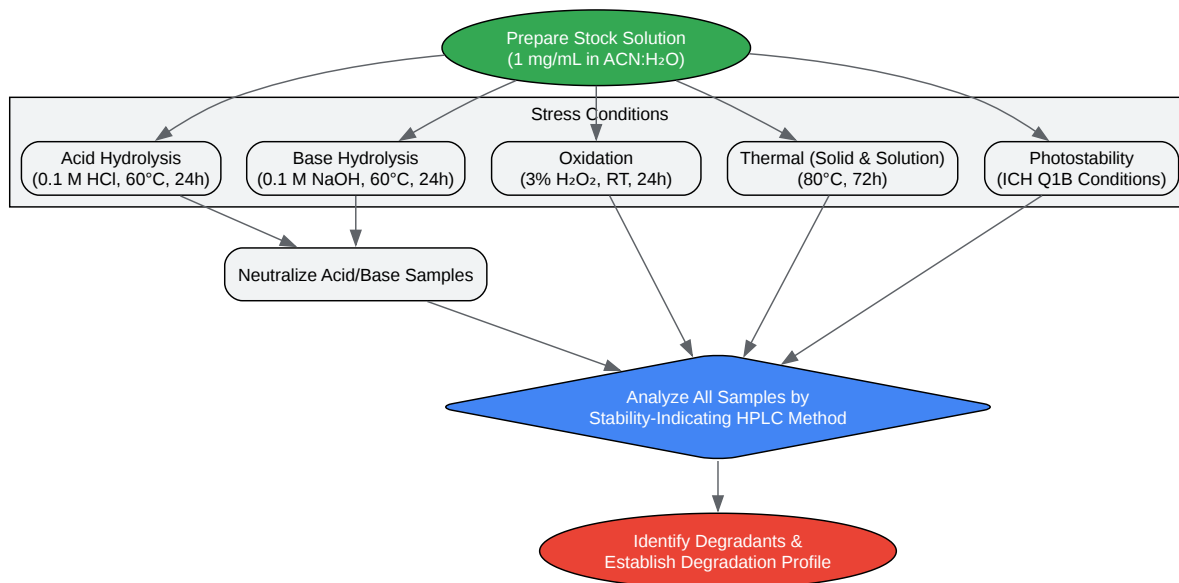 Prepare Stock Solution
(1 mg/mL in ACN:H₂O)
Stress Conditions
Acid Hydrolysis
(0.1 M HCl, 60°C, 24h)
Base Hydrolysis
(0.1 M NaOH, 60°C, 24h)
Oxidation
(3% H₂O₂, RT, 24h)
Thermal (Solid & Solution)
(80°C, 72h)
Photostability
(ICH Q1B Conditions)
Neutralize Acid/Base Samples
Analyze All Samples by
Stability-Indicating HPLC Method
Identify Degradants &
Establish Degradation Profile